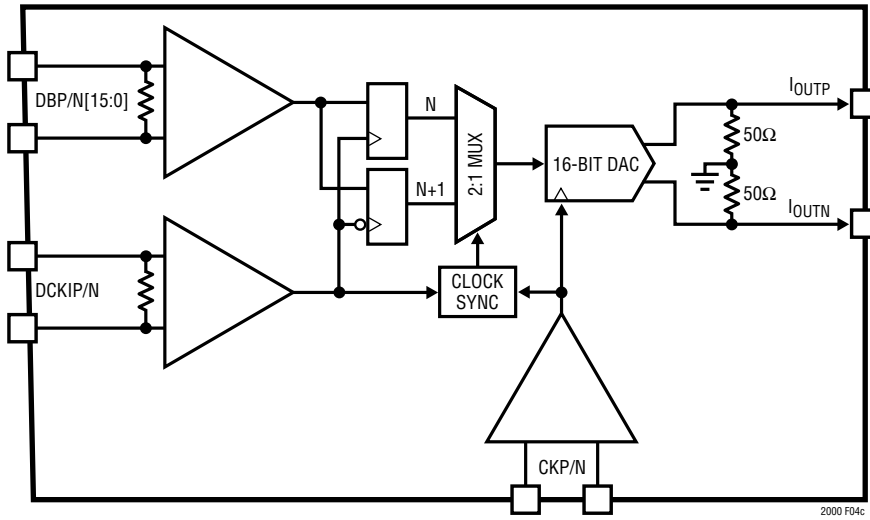 DBP/N[15:0]
N
N+1
2:1 MUX
16-BIT DAC
I_OUTP
50Ω
50Ω
I_OUTN
DCKIP/N
CLOCK
SYNC
CKP/N
2000 F04c